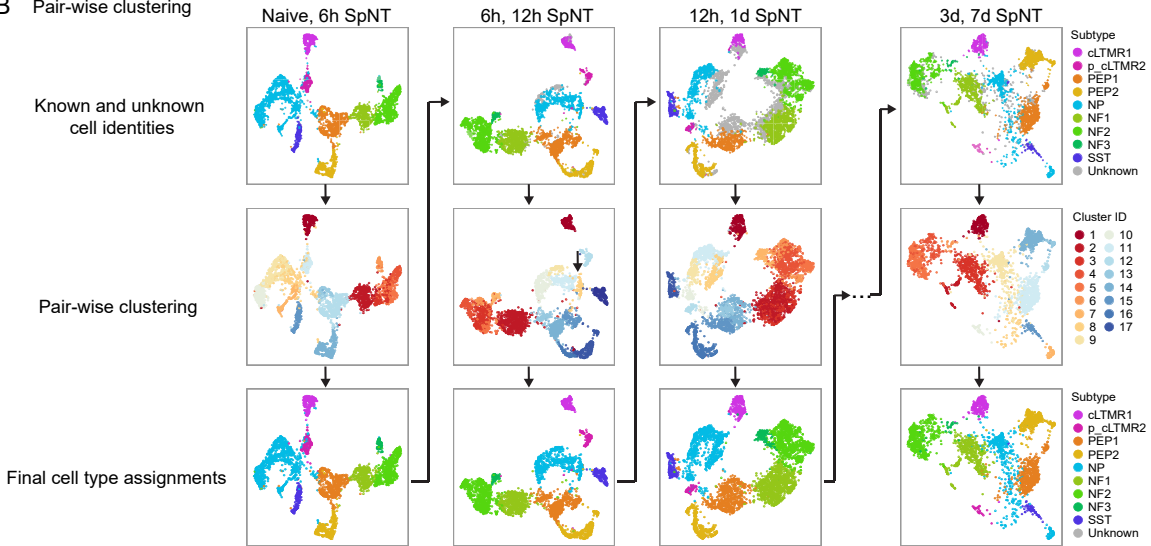 B Pair-wise clustering
Naive, 6h SpNT
6h, 12h SpNT
12h, 1d SpNT
3d, 7d SpNT
Known and unknown
cell identities
Subtype
cLTMR1
p_cLTMR2
PEP1
PEP2
NP
NF1
NF2
NF3
SST
Unknown
Pair-wise clustering
Cluster ID
1 10
2 11
3 12
4 13
5 14
6 15
7 16
8 17
9
Final cell type assignments
Subtype
cLTMR1
p_cLTMR2
PEP1
PEP2
NP
NF1
NF2
NF3
SST
Unknown